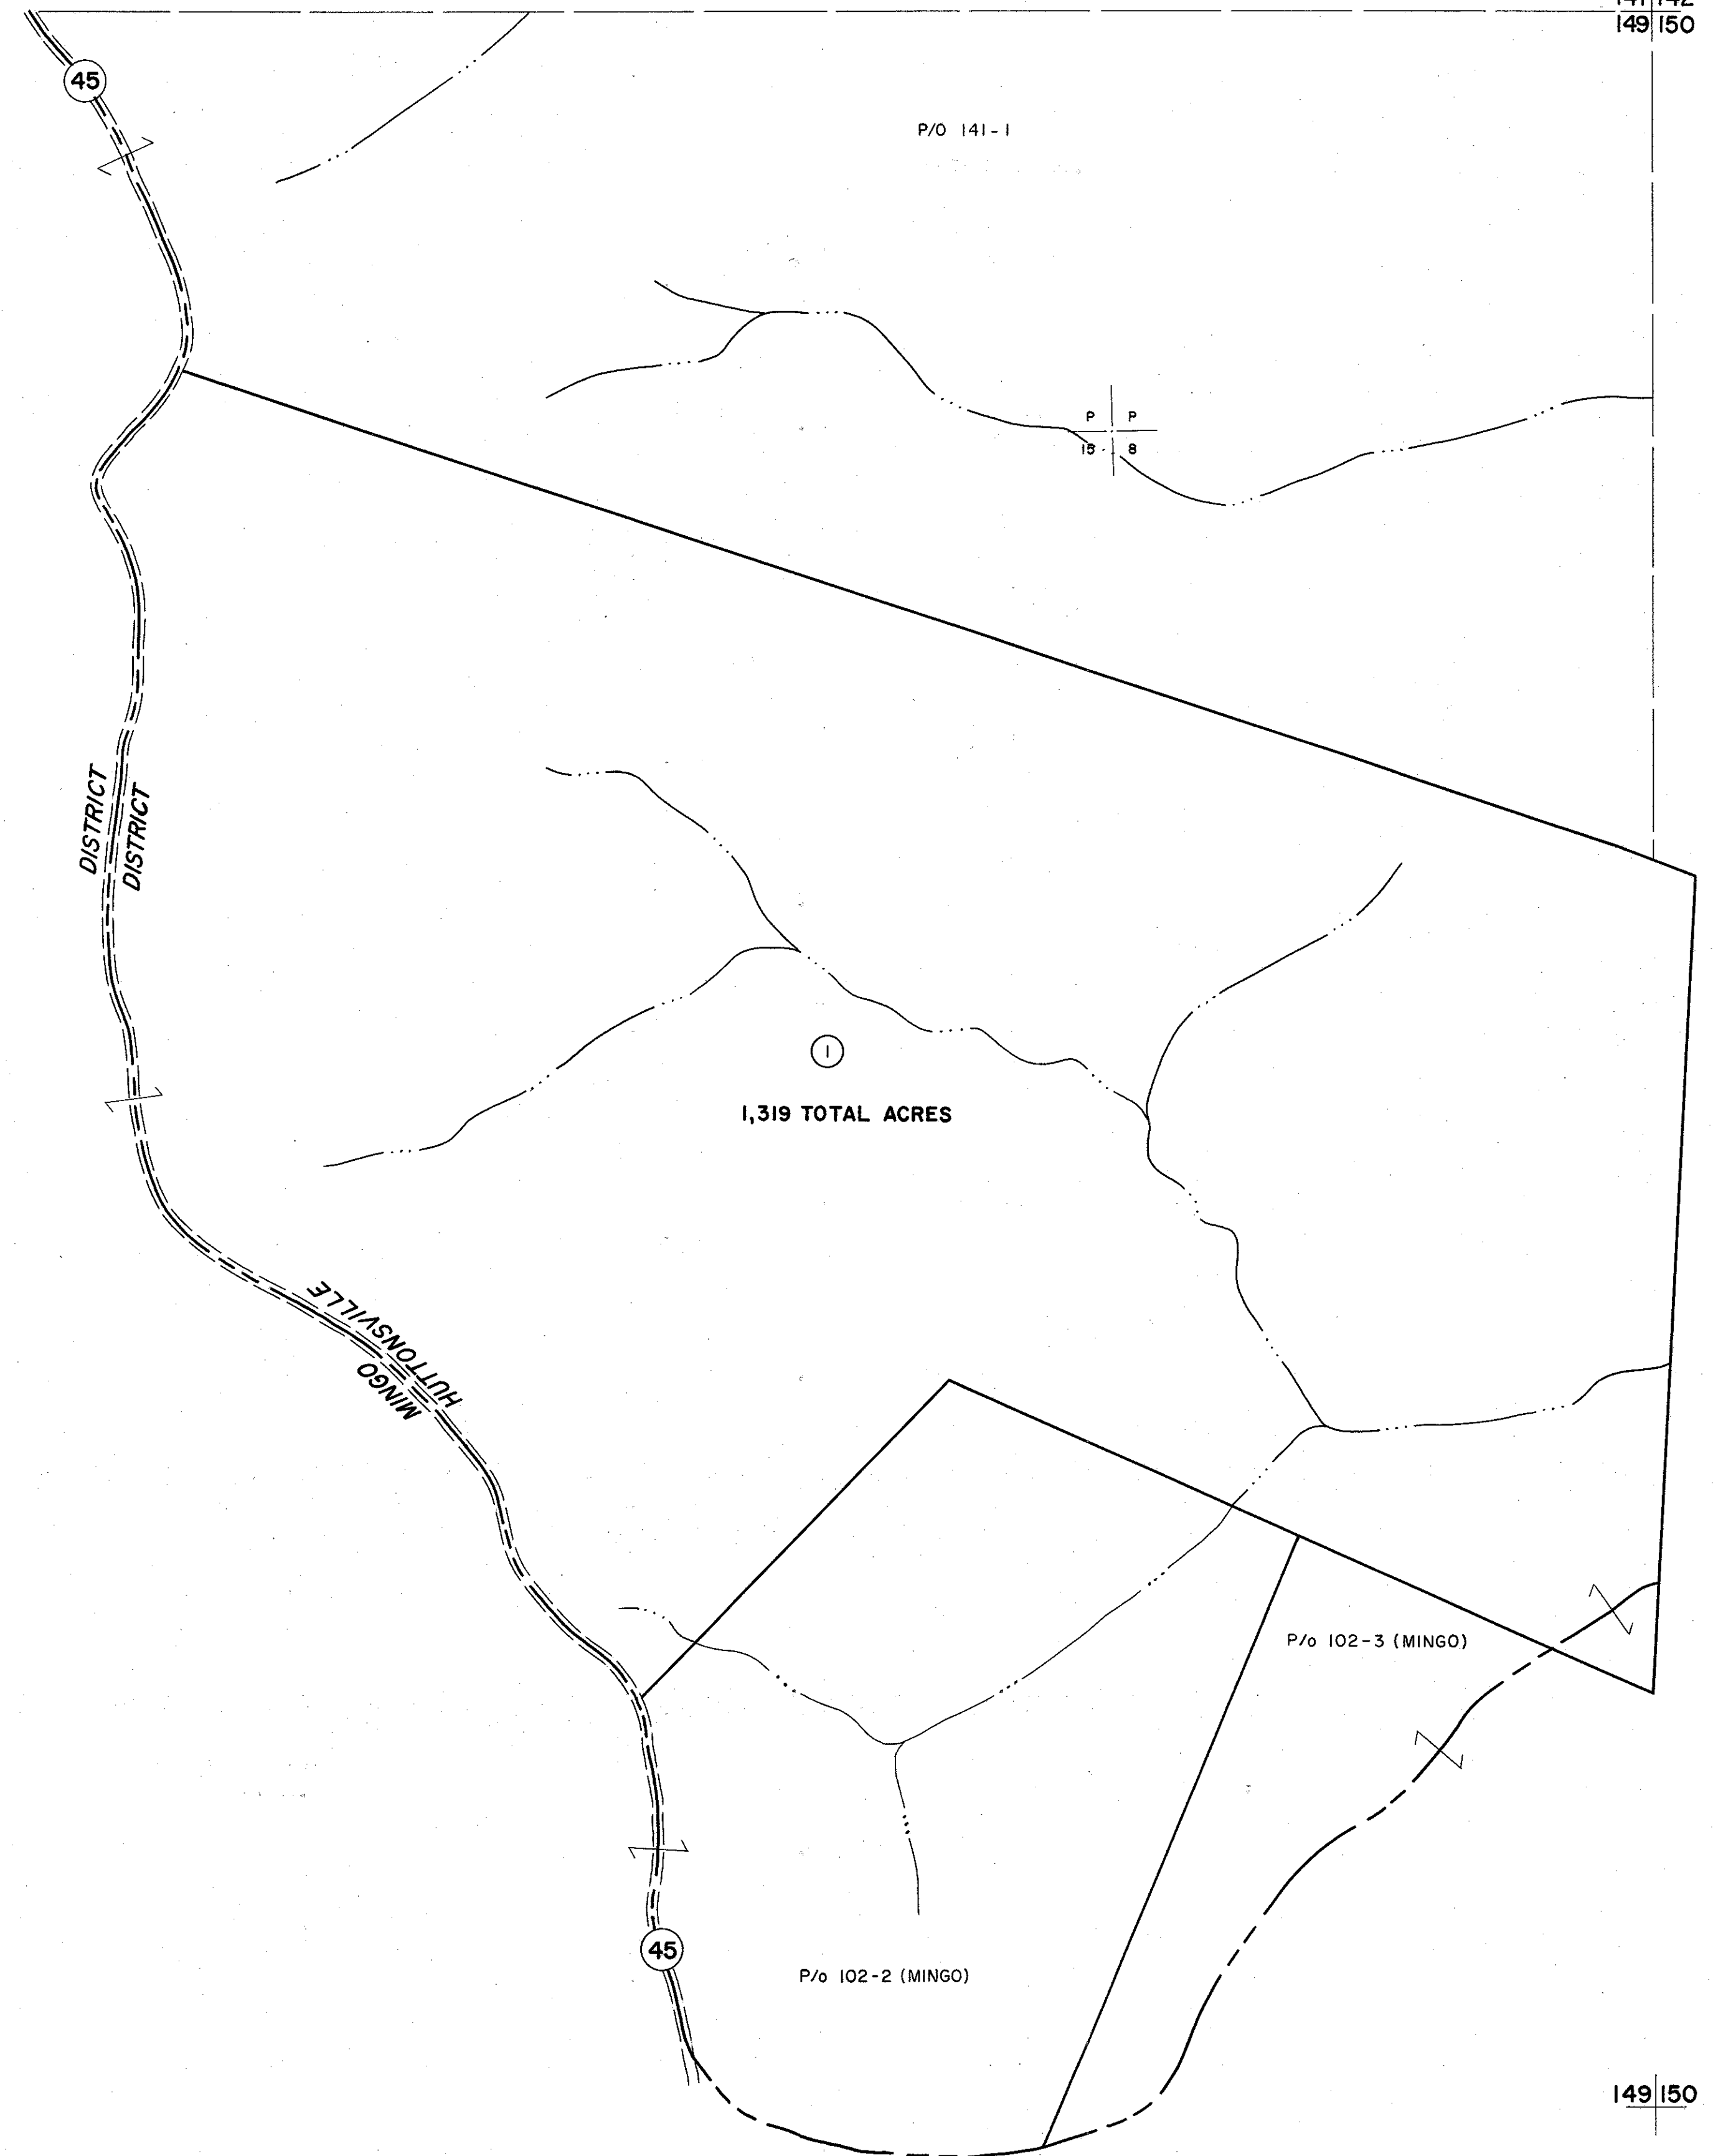 141 142
149 150
45
P/O 141-1
P P
15 8
DISTRICT
DISTRICT
1
1,319 TOTAL ACRES
HUTTONSVILLE
MINGO
P/o 102-3 (MINGO)
45
P/o 102-2 (MINGO)
149 150